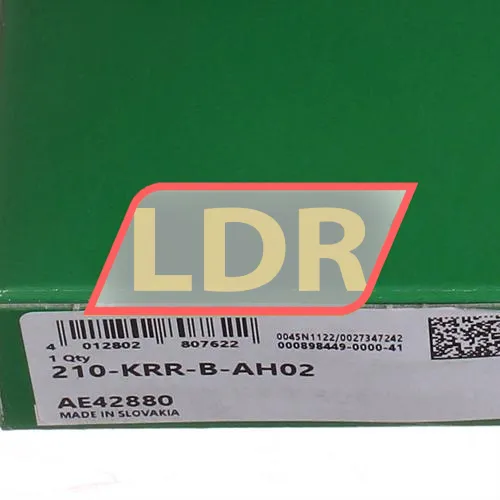 LDR
4 012802 807622
0045N1122/0027347242
000898449-0000-41
1 Qty
210-KRR-B-AH02
AE42880
MADE IN SLOVAKIA